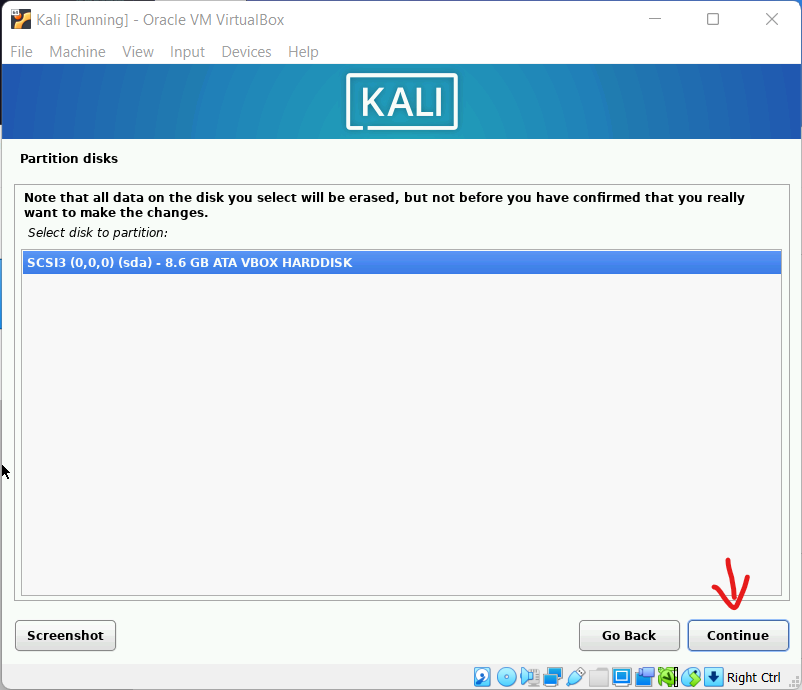 Kali [Running] - Oracle VM VirtualBox
File Machine View Input Devices Help
KALI
Partition disks
Note that all data on the disk you select will be erased, but not before you have confirmed that you really
want to make the changes.
Select disk to partition:
SCSI3 (0,0,0) (sda) - 8.6 GB ATA VBOX HARDDISK
Screenshot
Go Back
Continue
Right Ctrl